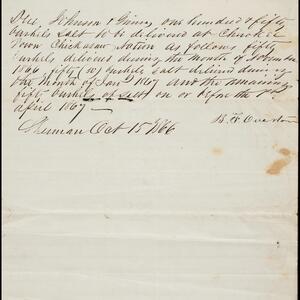 Due, Johnson & Grimes one hundred & fifty
bushels Salt to be delivered at Cherokee
Town Chickasaw Nation as follows fifty
bushels delivered during the month of November
1866 fifty (50) bushels Salt delivered during
the month of Jany 1867 and the remaining
fifty bushels of Salt on or before the 1st
april 1867
B. F. Overton
Sherman Oct 15 1866